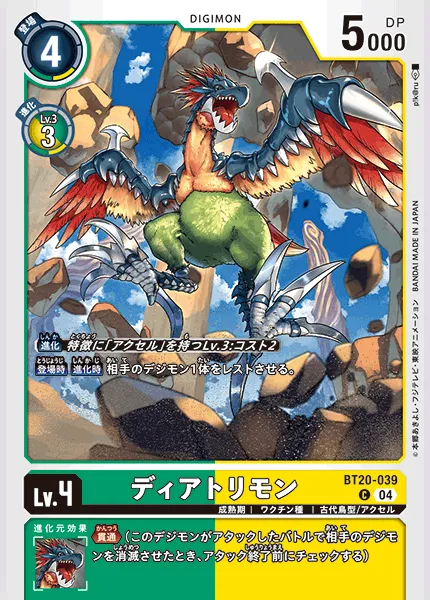 DIGIMON
登場
4
DP
5000
進化
Lv.3
3
plk@ru
©本郷あきよし・フジテレビ・東映アニメーション BANDAI MADE IN JAPAN
進化 特徴に「アクセル」を持つLv.3:コスト2
登場時 進化時 相手のデジモン1体をレストさせる。
Lv.4
ディアトリモン
BT20-039
C 04
成熟期 | ワクチン種 | 古代鳥型/アクセル
進化元効果
貫通 (このデジモンがアタックしたバトルで相手のデジモ
ンを消滅させたとき、アタック終了前にチェックする)